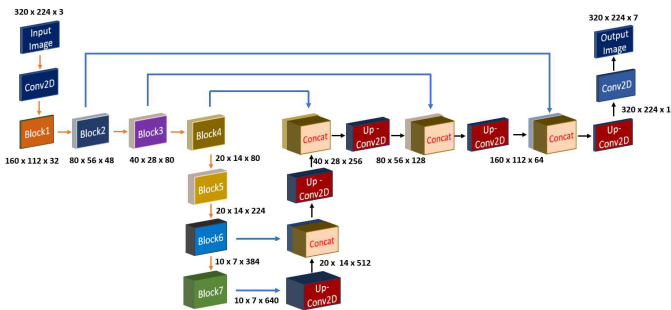 320 x 224 x 3
320 x 224 x 7
Input
Image
Output
Image
Conv2D
Conv2D
320 x 224 x 1
Block1
Block2
Block3
Block4
Concat
Up-
Conv2D
Concat
Up-
Conv2D
Concat
Up-
Conv2D
160 x 112 x 32
80 x 56 x 48
40 x 28 x 80
20 x 14 x 80
40 x 28 x 256
80 x 56 x 128
160 x 112 x 64
Block5
Up -
Conv2D
20 x 14 x 224
Block6
Concat
10 x 7 x 384
20 x 14 x 512
Block7
Up-
Conv2D
10 x 7 x 640